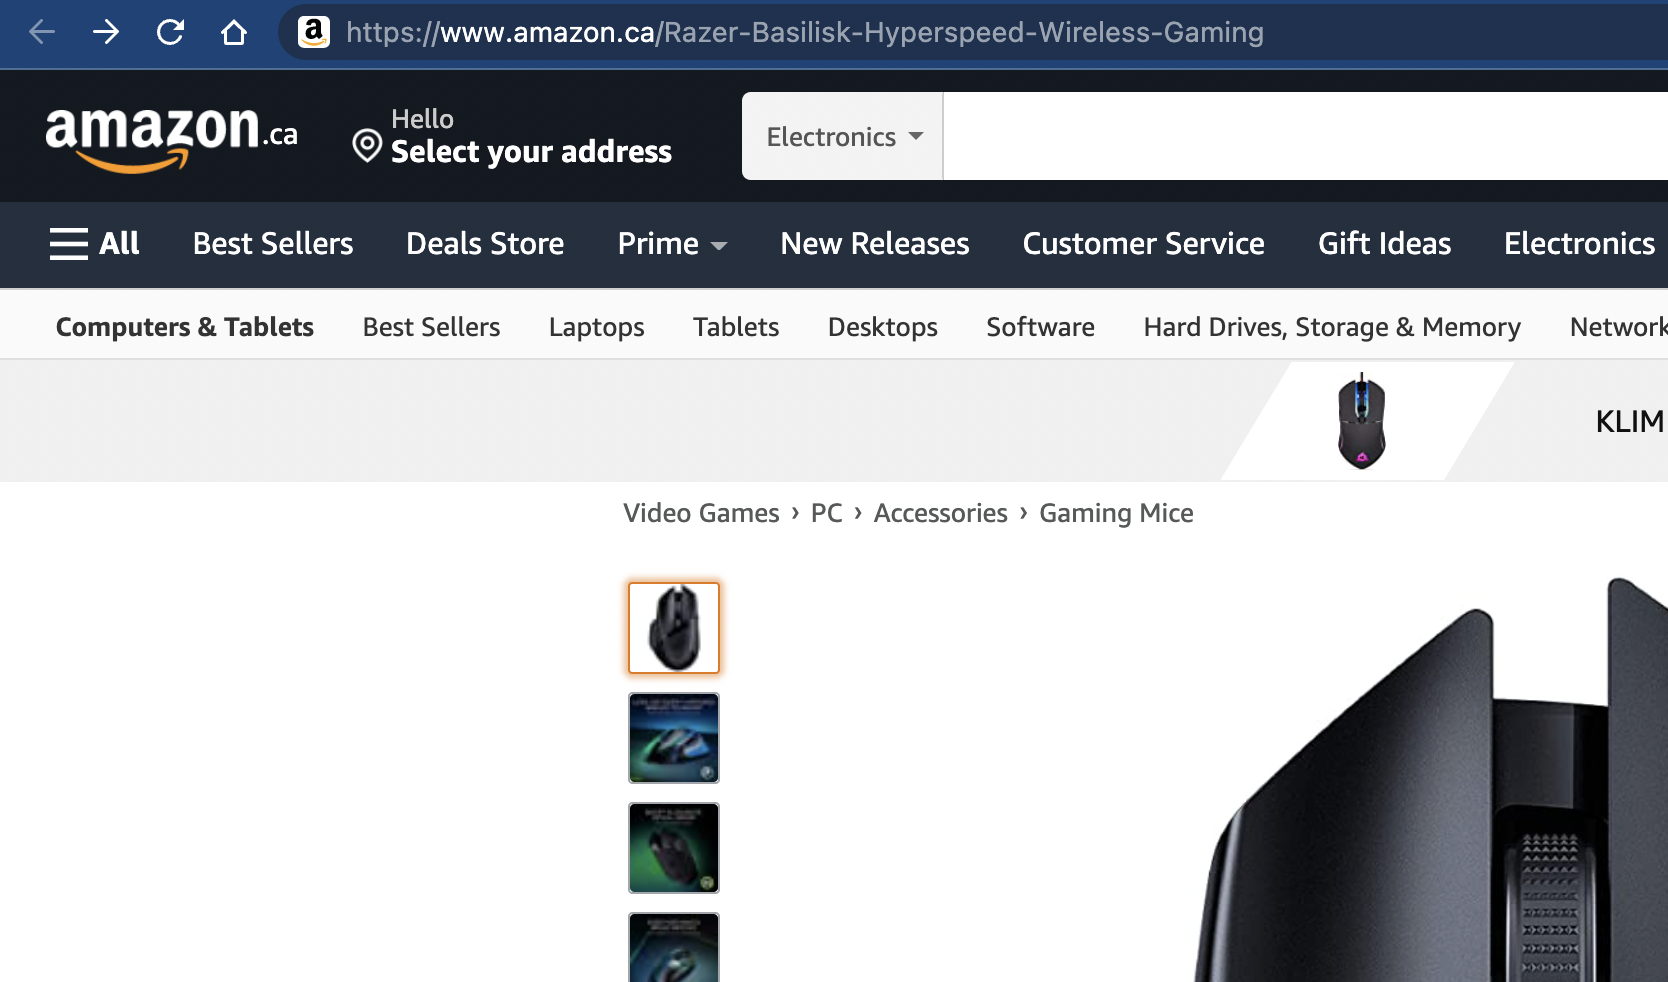 https://www.amazon.ca/Razer-Basilisk-Hyperspeed-Wireless-Gaming
amazon.ca
Hello
Select your address
Electronics
All Best Sellers Deals Store Prime New Releases Customer Service Gift Ideas Electronics
Computers & Tablets Best Sellers Laptops Tablets Desktops Software Hard Drives, Storage & Memory Network
KLIM
Video Games › PC › Accessories › Gaming Mice